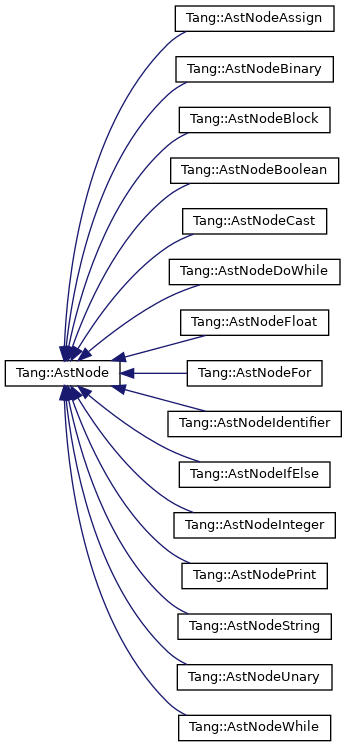 Tang::AstNodeAssign
Tang::AstNodeBinary
Tang::AstNodeBlock
Tang::AstNodeBoolean
Tang::AstNodeCast
Tang::AstNodeDoWhile
Tang::AstNodeFloat
Tang::AstNode
Tang::AstNodeFor
Tang::AstNodeIdentifier
Tang::AstNodeIfElse
Tang::AstNodeInteger
Tang::AstNodePrint
Tang::AstNodeString
Tang::AstNodeUnary
Tang::AstNodeWhile